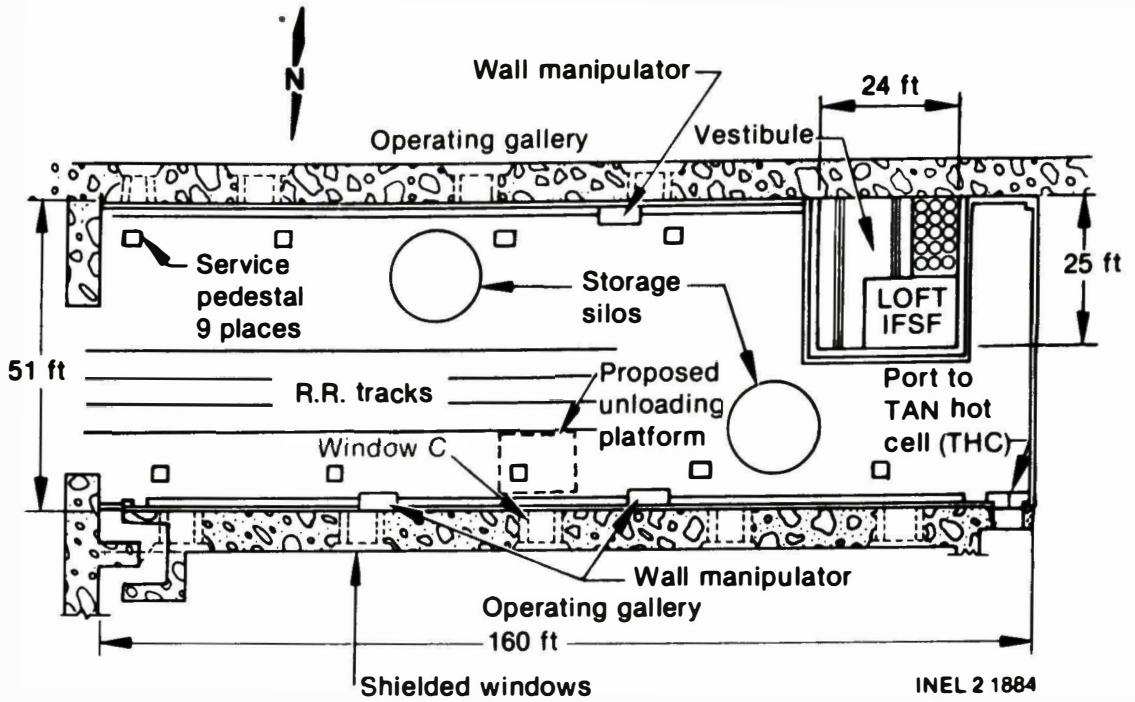 N
Wall manipulator
24 ft
Operating gallery
Vestibule
Service
pedestal
9 places
Storage
silos
LOFT
IFSF
25 ft
51 ft
R.R. tracks
Proposed
unloading
platform
Port to
TAN hot
cell (THC)
Window C
Wall manipulator
Operating gallery
160 ft
Shielded windows
INEL 2 1884